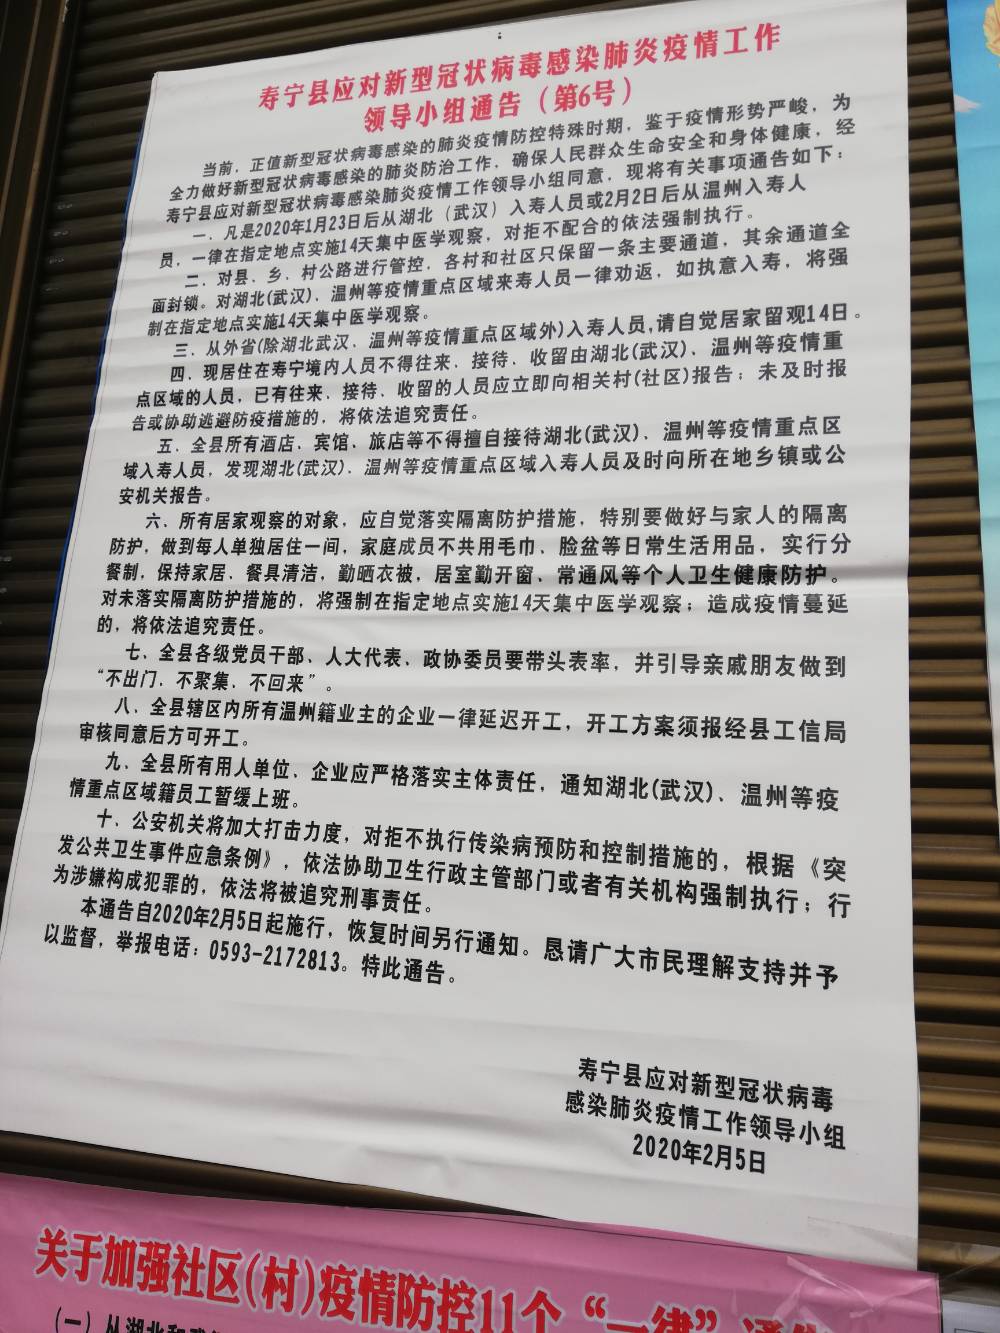 寿宁县应对新型冠状病毒感染肺炎疫情工作
领导小组通告（第6号）
当前、正值新型冠状病毒感染的肺炎疫情防控特殊时期，鉴于疫情形势严峻，为
全力做好新型冠状病毒感染的肺炎防治工作、确保人民群众生命安全和身体健康，经
寿宁县应对新型冠状病毒感染肺炎疫情工作领导小组同意、现将有关事项通告如下：
一、凡是2020年1月23日后从湖北（武汉）入寿人员或2月2日后从温州入寿人
员，一律在指定地点实施14天集中医学观察，对拒不配合的依法强制执行。
二、对县、乡、村公路进行管控，各村和社区只保留一条主要通道，其余通道全
面封锁。对湖北(武汉)、温州等疫情重点区域来寿人员一律劝返，如执意入寿，将强
制在指定地点实施14天集中医学观察。
三、从外省(除湖北武汉、温州等疫情重点区域外)入寿人员,请自觉居家留观14日。
四、现居住在寿宁境内人员不得往来、接待、收留由湖北(武汉)、温州等疫情重
点区域的人员，已有往来、接待、收留的人员应立即向相关村(社区)报告；未及时报
告或协助逃避防疫措施的，将依法追究责任。
五、全县所有酒店、宾馆、旅店等不得擅自接待湖北(武汉)、温州等疫情重点区
域入寿人员，发现湖北(武汉)、温州等疫情重点区域入寿人员及时向所在地乡镇或公
安机关报告。
六、所有居家观察的对象，应自觉落实隔离防护措施，特别要做好与家人的隔离
防护，做到每人单独居住一间，家庭成员不共用毛巾、脸盆等日常生活用品，实行分
餐制，保持家居、餐具清洁，勤晒衣被，居室勤开窗、常通风等个人卫生健康防护。
对未落实隔离防护措施的，将强制在指定地点实施14天集中医学观察；造成疫情蔓延
的，将依法追究责任。
七、全县各级党员干部、人大代表、政协委员要带头表率，并引导亲戚朋友做到
“不出门、不聚集、不回来”。
八、全县辖区内所有温州籍业主的企业一律延迟开工，开工方案须报经县工信局
审核同意后方可开工。
九、全县所有用人单位、企业应严格落实主体责任，通知湖北(武汉)、温州等疫
情重点区域籍员工暂缓上班。
十、公安机关将加大打击力度，对拒不执行传染病预防和控制措施的，根据《突
发公共卫生事件应急条例》，依法协助卫生行政主管部门或者有关机构强制执行；行
为涉嫌构成犯罪的，依法将被追究刑事责任。
本通告自2020年2月5日起施行，恢复时间另行通知。恳请广大市民理解支持并予
以监督，举报电话：0593-2172813。特此通告。
寿宁县应对新型冠状病毒
感染肺炎疫情工作领导小组
2020年2月5日
关于加强社区(村)疫情防控11个“一律”
(一)从湖北和